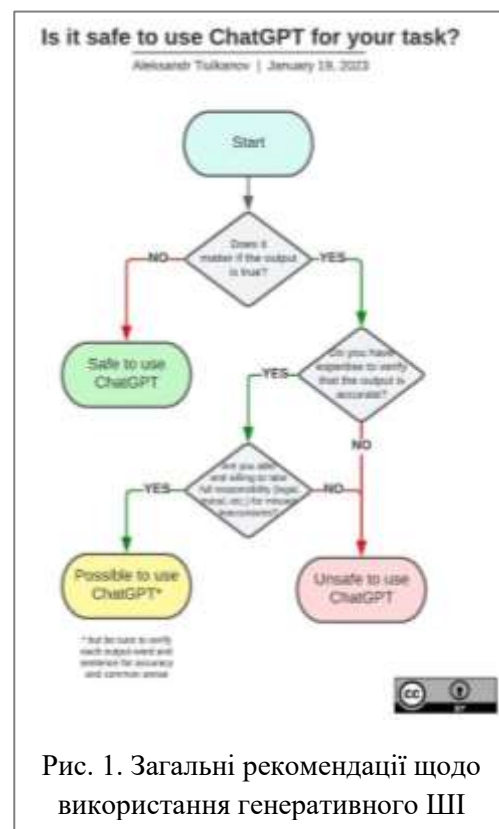 Is it safe to use ChatGPT for your task?
Aleksandr Tiulkanov | January 19, 2023
Start
Does it
matter if the output
is true?
NO
YES
Safe to use
ChatGPT
Do you have
expertise to verify
that the output is
accurate?
YES
NO
Are you able
and willing to take
full responsibility (legal,
moral, etc.) for missed
inaccuracies?
YES
NO
Possible to use
ChatGPT*
Unsafe to use
ChatGPT
* but be sure to verify
each output word and
sentence for accuracy
and common sense
cc
BY
Рис. 1. Загальні рекомендації щодо
використання генеративного ШІ